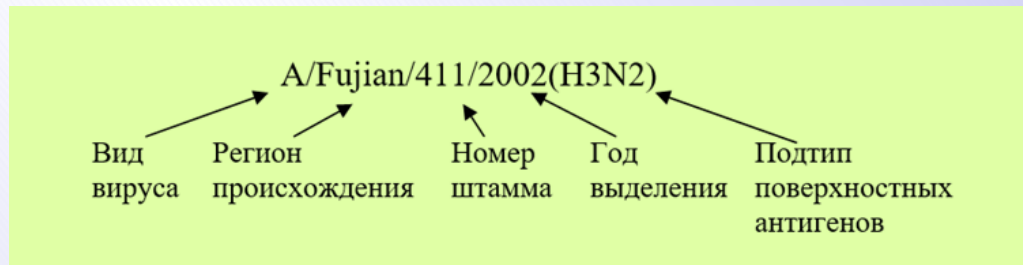 A/Fujian/411/2002(H3N2)
Вид Регион Номер Год Подтип
вируса происхождения штамма выделения поверхностных
антигенов